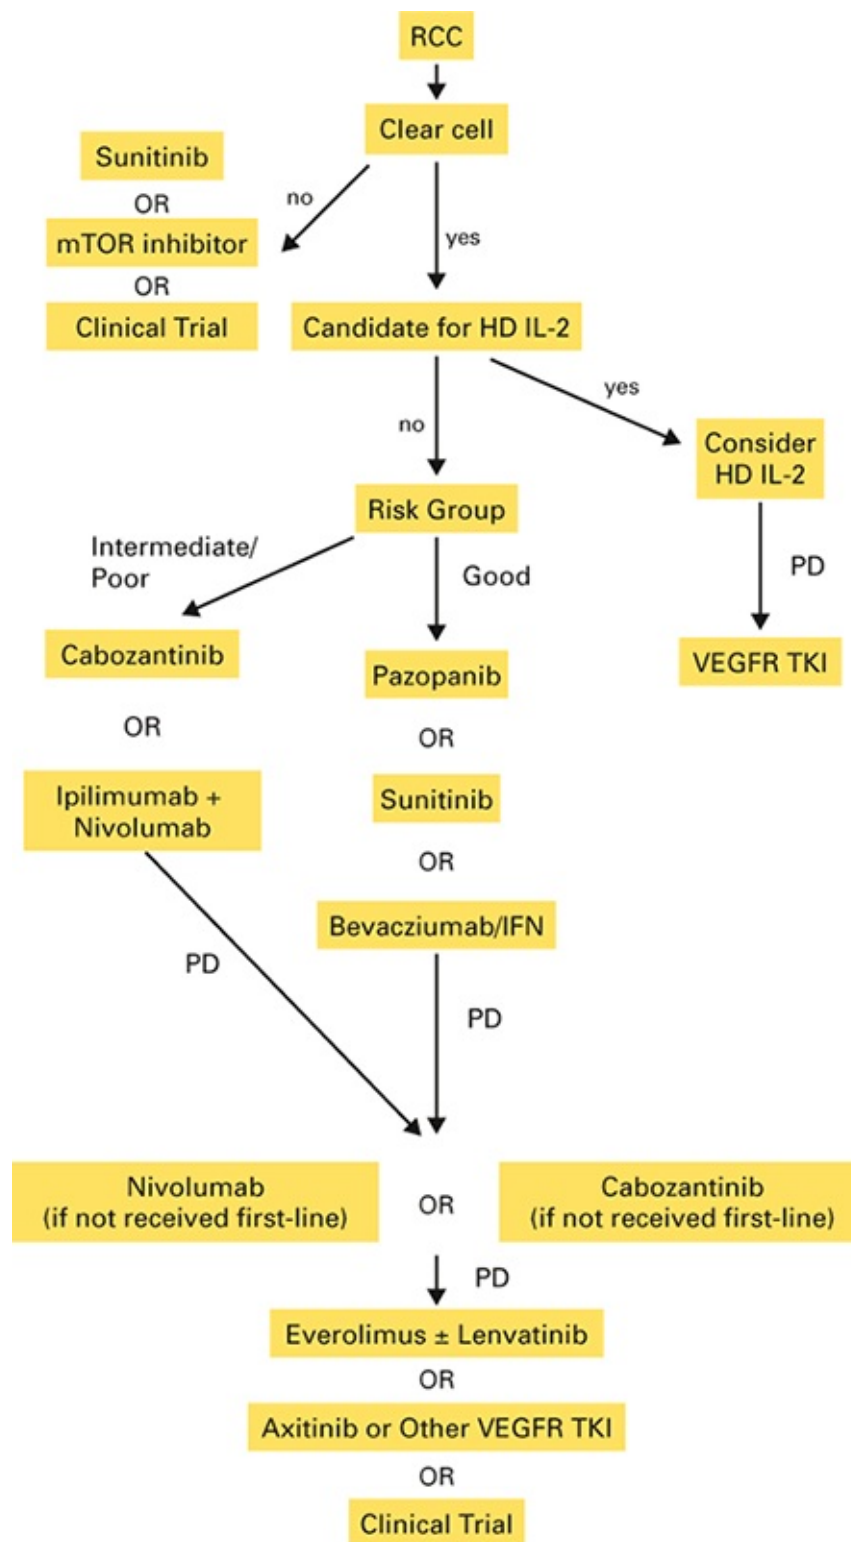 RCC
Clear cell
Sunitinib
OR
mTOR inhibitor
OR
Clinical Trial
no
yes
Candidate for HD IL-2
no
yes
Consider
HD IL-2
PD
VEGFR TKI
Risk Group
Intermediate/
Poor
Good
Cabozantinib
OR
Ipilimumab +
Nivolumab
PD
Pazopanib
OR
Sunitinib
OR
Bevacziumab/IFN
PD
Nivolumab
(if not received first-line)
OR
Cabozantinib
(if not received first-line)
PD
Everolimus ± Lenvatinib
OR
Axitinib or Other VEGFR TKI
OR
Clinical Trial